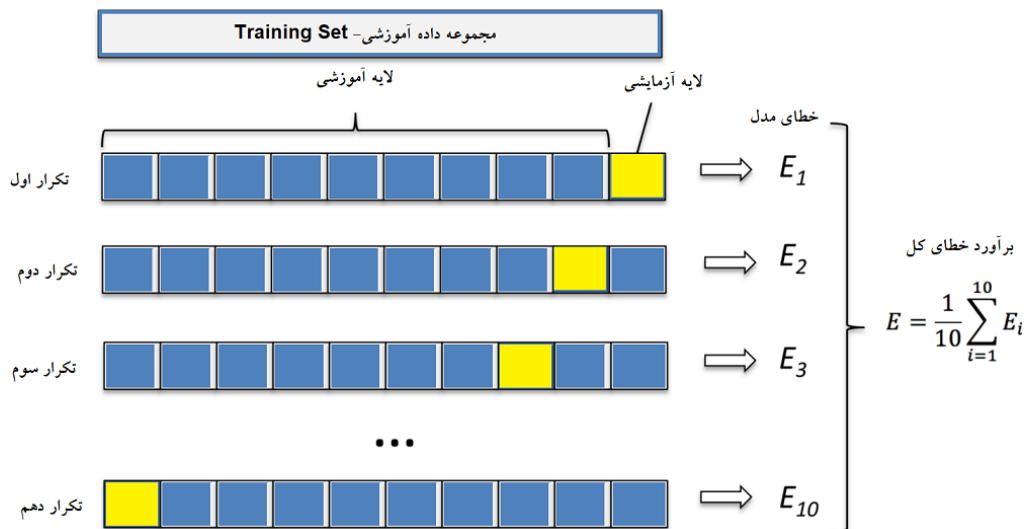 مجموعه داده آموزشی- Training Set
لایه آموزشی
لایه آزمایشی
خطای مدل
تکرار اول
E1
تکرار دوم
E2
برآورد خطای کل
E = 1/10 ∑ i=1 10 Ei
تکرار سوم
E3
...
تکرار دهم
E10